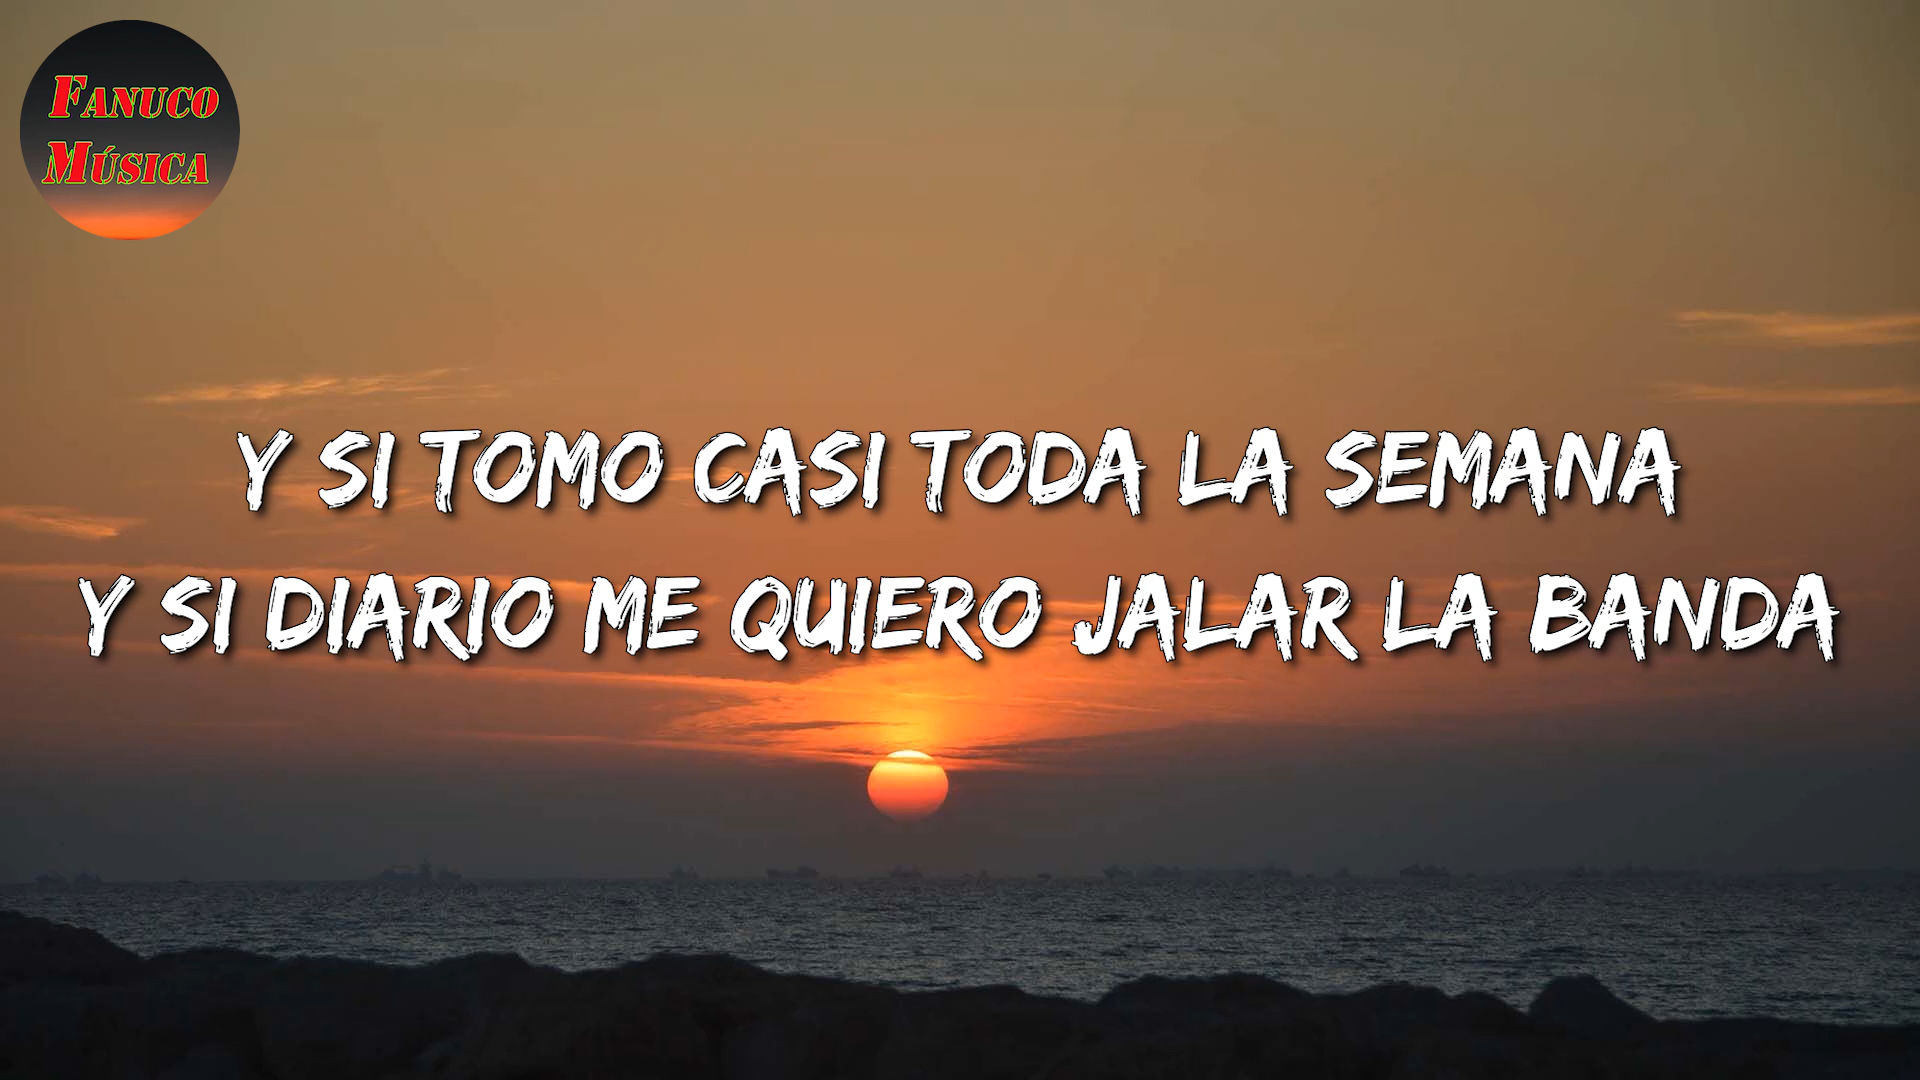 FANUCO
MÚSICA
Y SI TOMO CASI TODA LA SEMANA
Y SI DIARIO ME QUIERO JALAR LA BANDA